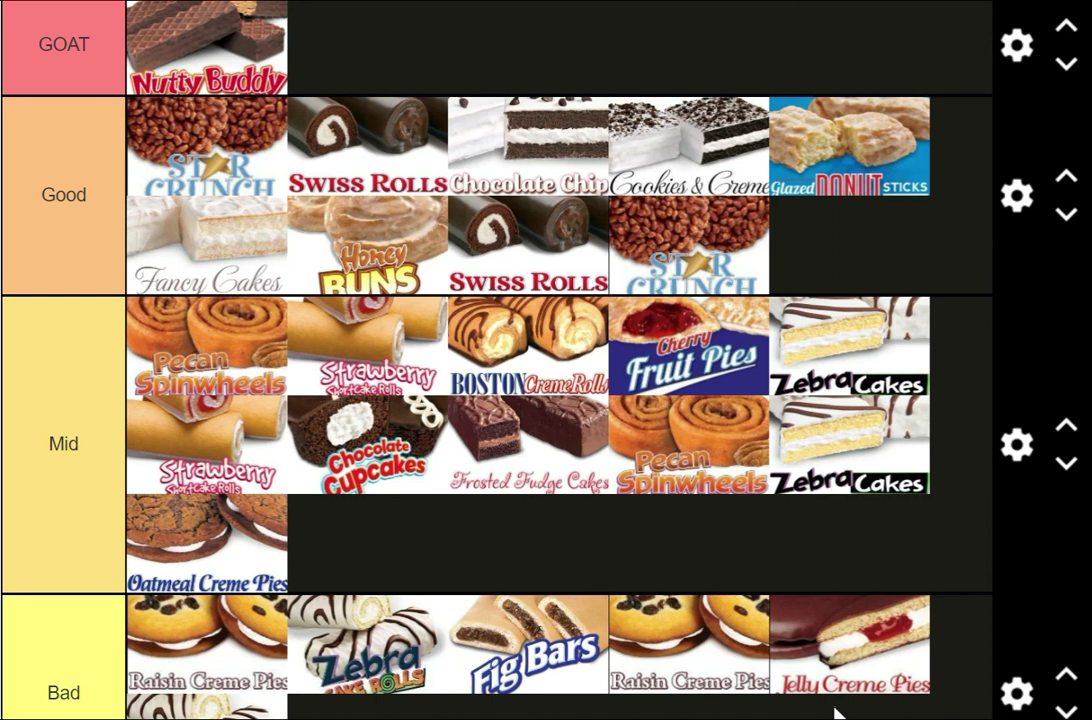 GOAT
Nutty Buddy
Good
STAR CRUNCH
SWISS ROLLS
Chocolate Chip
Cookies & Creme
Glazed DONUT STICKS
Fancy Cakes
Honey BUNS
SWISS ROLLS
STAR CRUNCH
Mid
Pecan Spinwheels
Strawberry ShortCake Rolls
BOSTON Creme Rolls
Cherry Fruit Pies
Zebra Cakes
Strawberry ShortCake Rolls
Chocolate Cupcakes
Frosted Fudge Cakes
Pecan Spinwheels
Zebra Cakes
Oatmeal Creme Pies
Bad
Raisin Creme Pies
Zebra CAKE ROLLS
Fig Bars
Raisin Creme Pies
Jelly Creme Pies